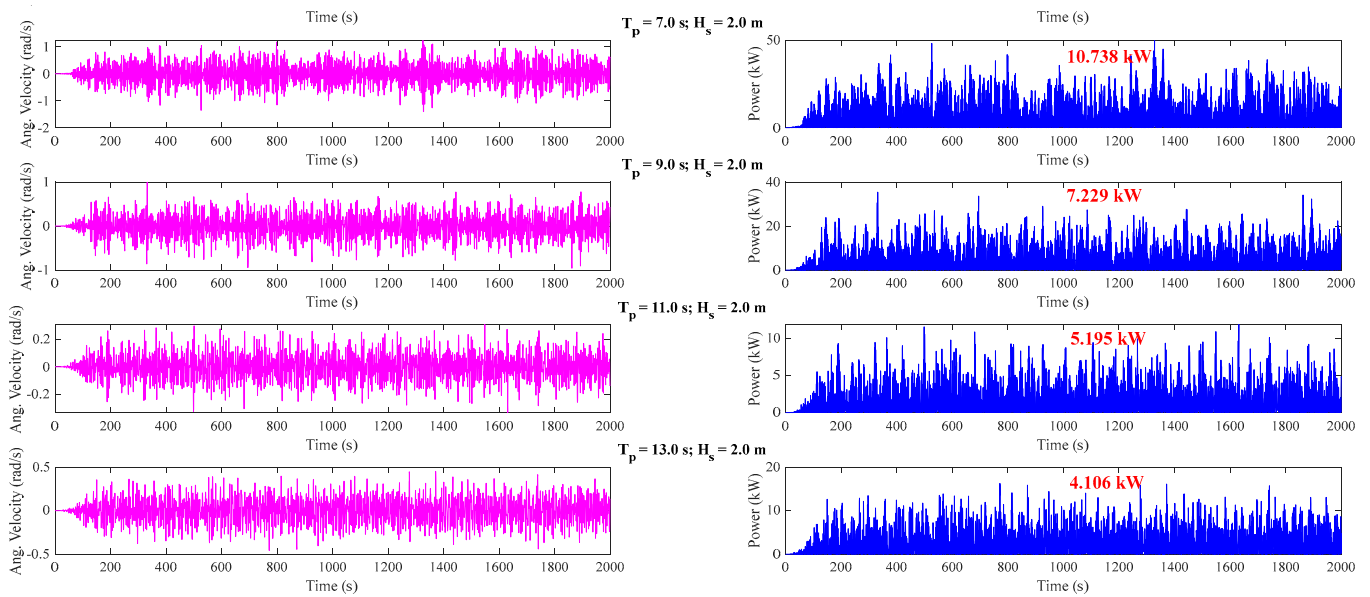 Time (s) Time (s)
T_p = 7.0 s; H_s = 2.0 m
Ang. Velocity (rad/s)
1
0
-1
-2
0 200 400 600 800 1000 1200 1400 1600 1800 2000
Time (s)
Power (kW)
50
0
10.738 kW
0 200 400 600 800 1000 1200 1400 1600 1800 2000
Time (s)
T_p = 9.0 s; H_s = 2.0 m
Ang. Velocity (rad/s)
1
0
-1
0 200 400 600 800 1000 1200 1400 1600 1800 2000
Time (s)
Power (kW)
40
20
0
7.229 kW
0 200 400 600 800 1000 1200 1400 1600 1800 2000
Time (s)
T_p = 11.0 s; H_s = 2.0 m
Ang. Velocity (rad/s)
0.2
0
-0.2
0 200 400 600 800 1000 1200 1400 1600 1800 2000
Time (s)
Power (kW)
10
5
0
5.195 kW
0 200 400 600 800 1000 1200 1400 1600 1800 2000
Time (s)
T_p = 13.0 s; H_s = 2.0 m
Ang. Velocity (rad/s)
0.5
0
-0.5
0 200 400 600 800 1000 1200 1400 1600 1800 2000
Time (s)
Power (kW)
20
10
0
4.106 kW
0 200 400 600 800 1000 1200 1400 1600 1800 2000
Time (s)